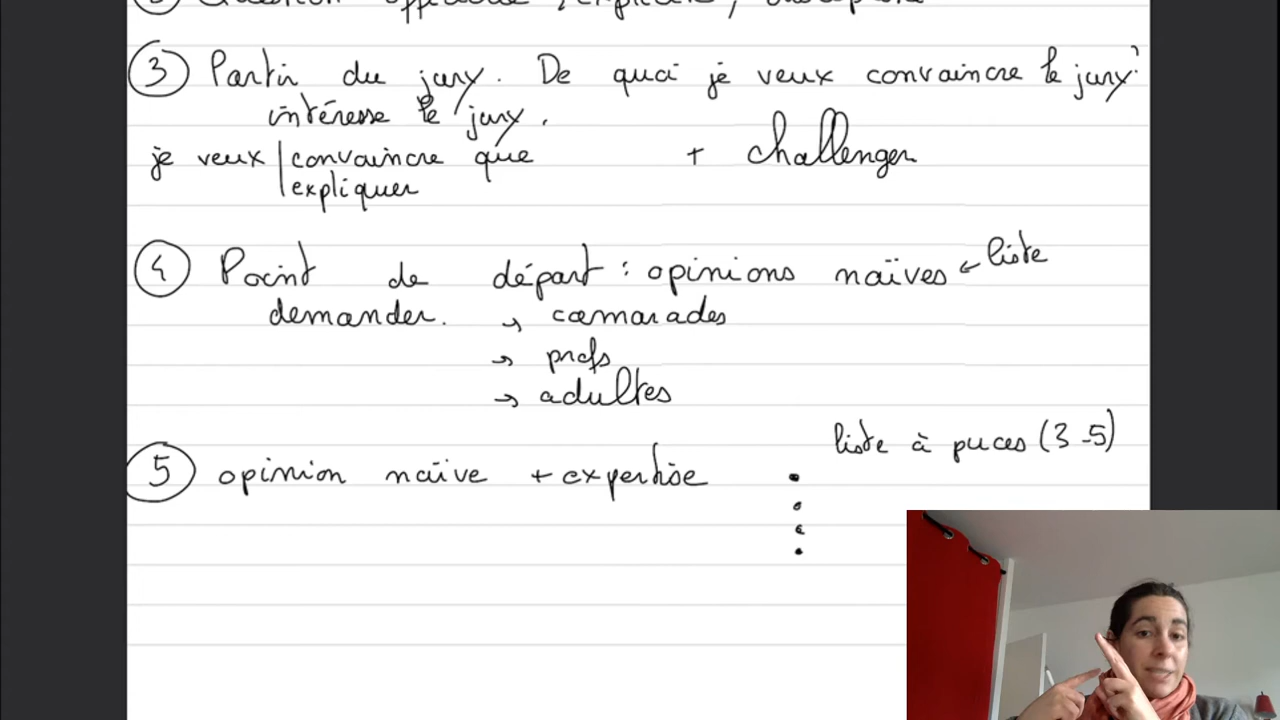 Question
③ Partir du jury. De quoi je veux convaincre le jury?
intéresse le jury.
je veux convaincre que + challenger
expliquer
④ Point de départ : opinions naïves ← liste
demander. → camarades
→ profs
→ adultes
liste à puces (3-5)
⑤ opinion naïve + expertise